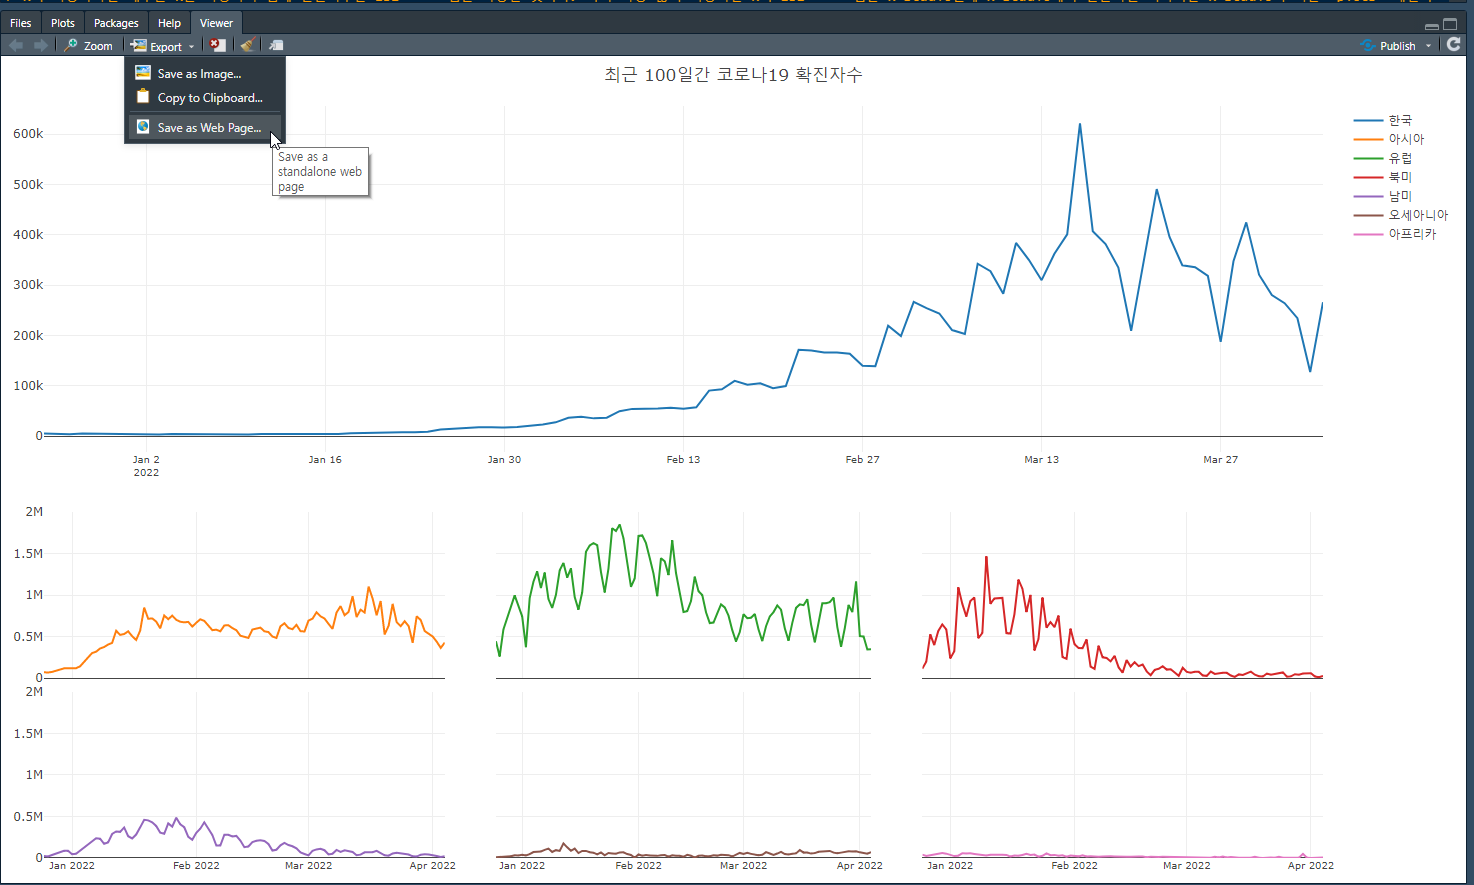 Files Plots Packages Help Viewer
Zoom Export Publish
Save as Image...
Copy to Clipboard...
Save as Web Page...
Save as a
standalone web
page
최근 100일간 코로나19 확진자수
600k
500k
400k
300k
200k
100k
0
Jan 2
2022
Jan 16
Jan 30
Feb 13
Feb 27
Mar 13
Mar 27
한국
아시아
유럽
북미
남미
오세아니아
아프리카
2M
1.5M
1M
0.5M
0
2M
1.5M
1M
0.5M
0
Jan 2022 Feb 2022 Mar 2022 Apr 2022
Jan 2022 Feb 2022 Mar 2022 Apr 2022
Jan 2022 Feb 2022 Mar 2022 Apr 2022